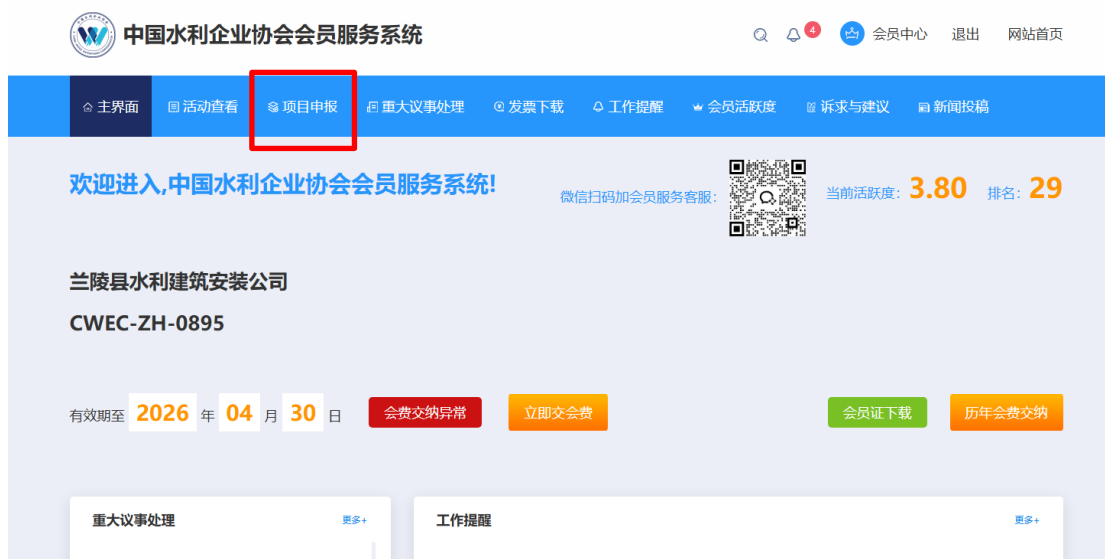 中国水利企业协会会员服务系统
4 会员中心 退出 网站首页
主界面 活动查看 项目申报 重大议事处理 发票下载 工作提醒 会员活跃度 诉求与建议 新闻投稿
欢迎进入,中国水利企业协会会员服务系统!
微信扫码加会员服务客服：
当前活跃度：3.80 排名：29
兰陵县水利建筑安装公司
CWEC-ZH-0895
有效期至 2026 年 04 月 30 日 会费交纳异常 立即交会费 会员证下载 历年会费交纳
重大议事处理 更多+ 工作提醒 更多+